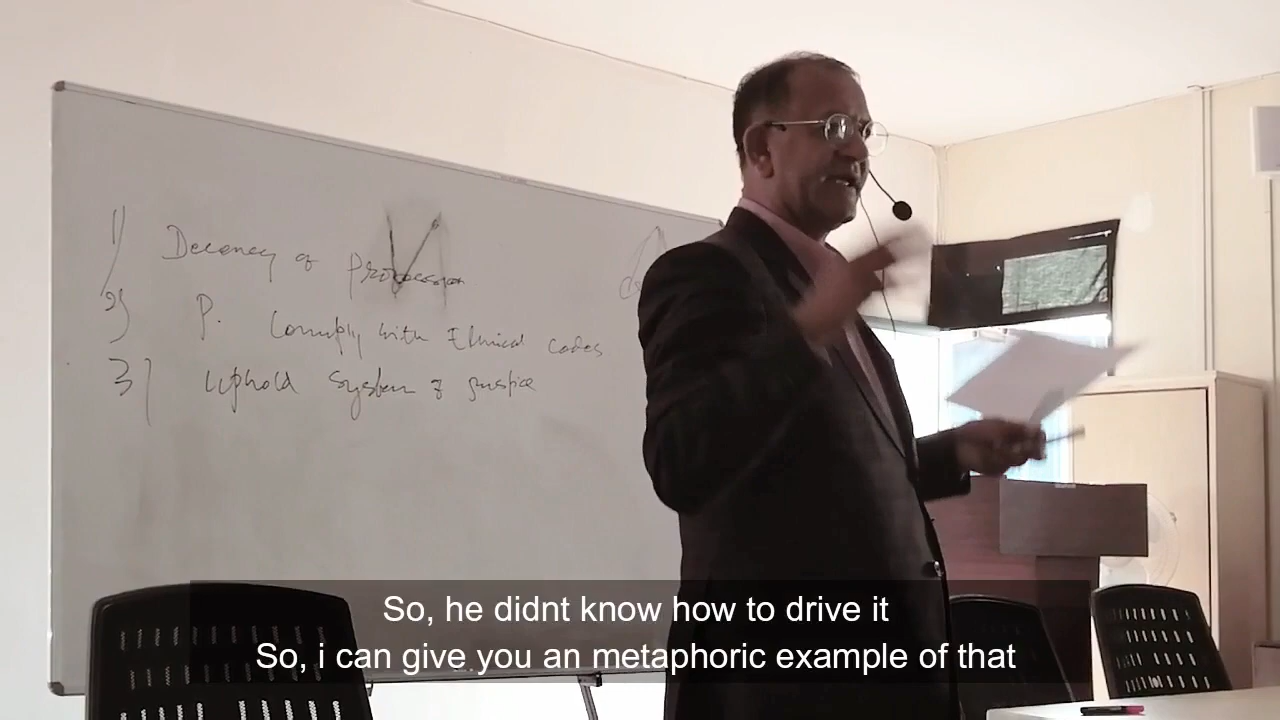 1) Decency of profession
2) P. Comply with Ethical codes
3) Uphold System of justice
So, he didnt know how to drive it
So, i can give you an metaphoric example of that